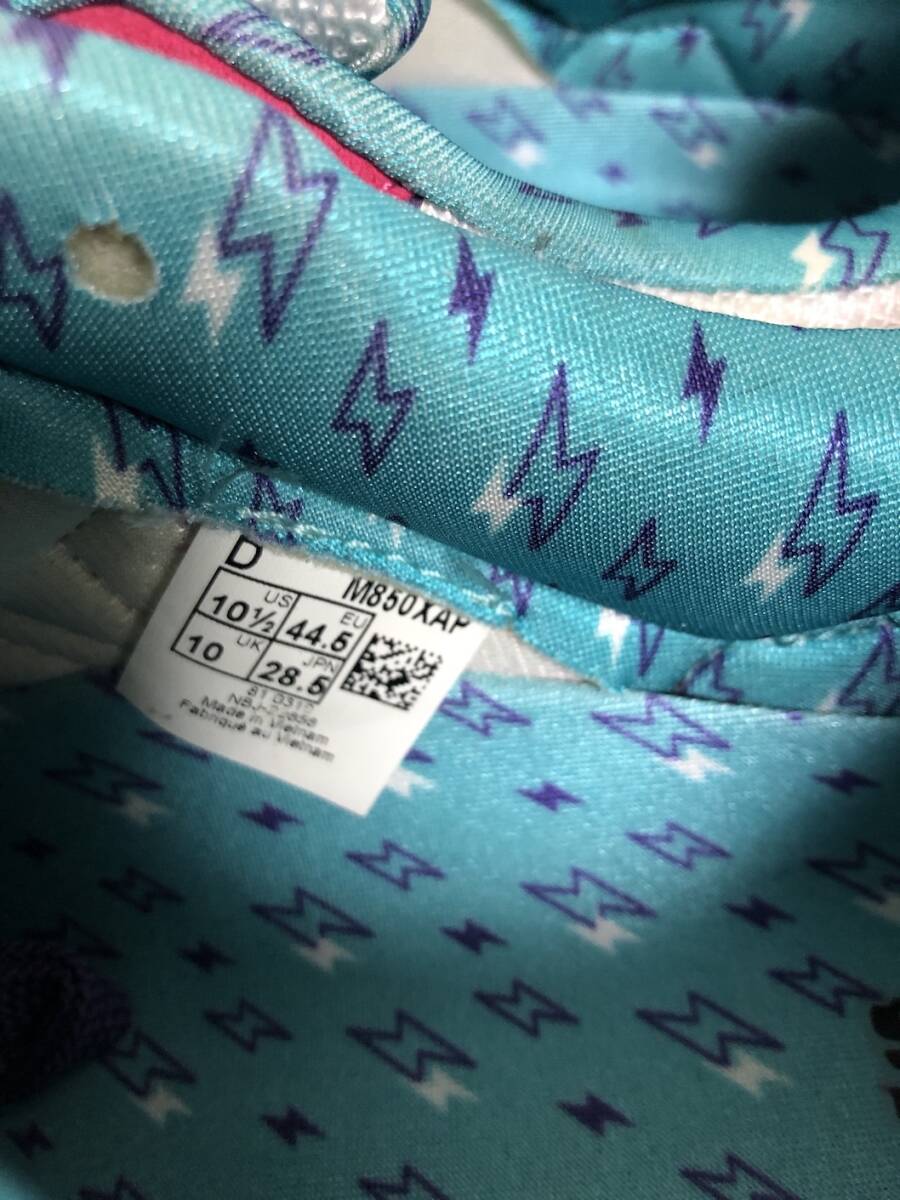 D
M850XAP
10½ US 44.5 EU
10 UK 28.5 JPN
Made in Vietnam
Fabriqué au Vietnam